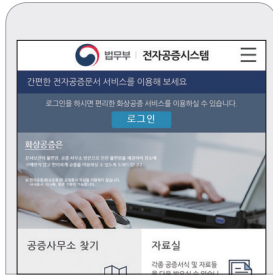 법무부 전자공증시스템
간편한 전자공증문서 서비스를 이용해 보세요
로그인을 하시면 편리한 화상공증 서비스를 이용하실 수 있습니다.
로그인
화상공증은
공증사무소 찾기
자료실
각종 공증서식 및 자료들